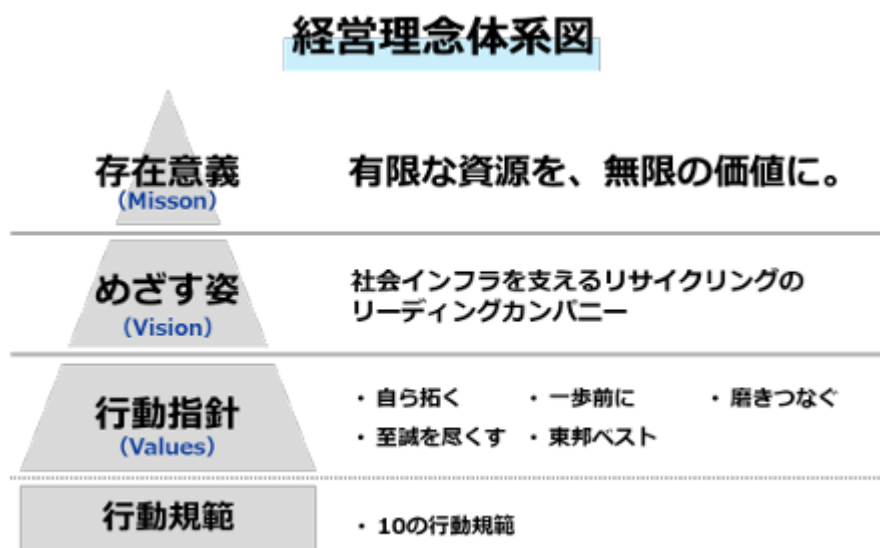 経営理念体系図
存在意義
(Misson)
有限な資源を、無限の価値に。
めざす姿
(Vision)
社会インフラを支えるリサイクリングの
リーディングカンパニー
行動指針
(Values)
・自ら拓く ・一歩前に ・磨きつなぐ
・至誠を尽くす ・東邦ベスト
行動規範
・10の行動規範